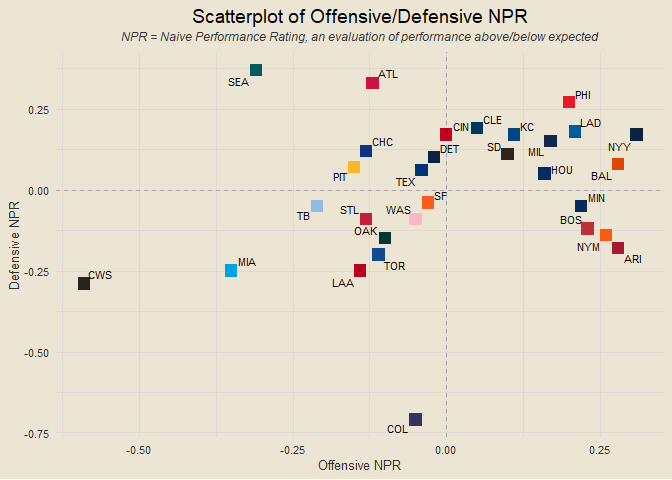 Scatterplot of Offensive/Defensive NPR
NPR = Naive Performance Rating, an evaluation of performance above/below expected
SEA
ATL
PHI
0.25
CIN
CLE
KC
LAD
CHC
DET
SD
MIL
NYY
PIT
TEX
HOU
BAL
0.00
MIN
TB
STL
WAS
SF
BOS
OAK
NYM
ARI
-0.25
CWS
MIA
LAA
TOR
-0.50
COL
-0.75
Defensive NPR
-0.50
-0.25
0.00
0.25
Offensive NPR